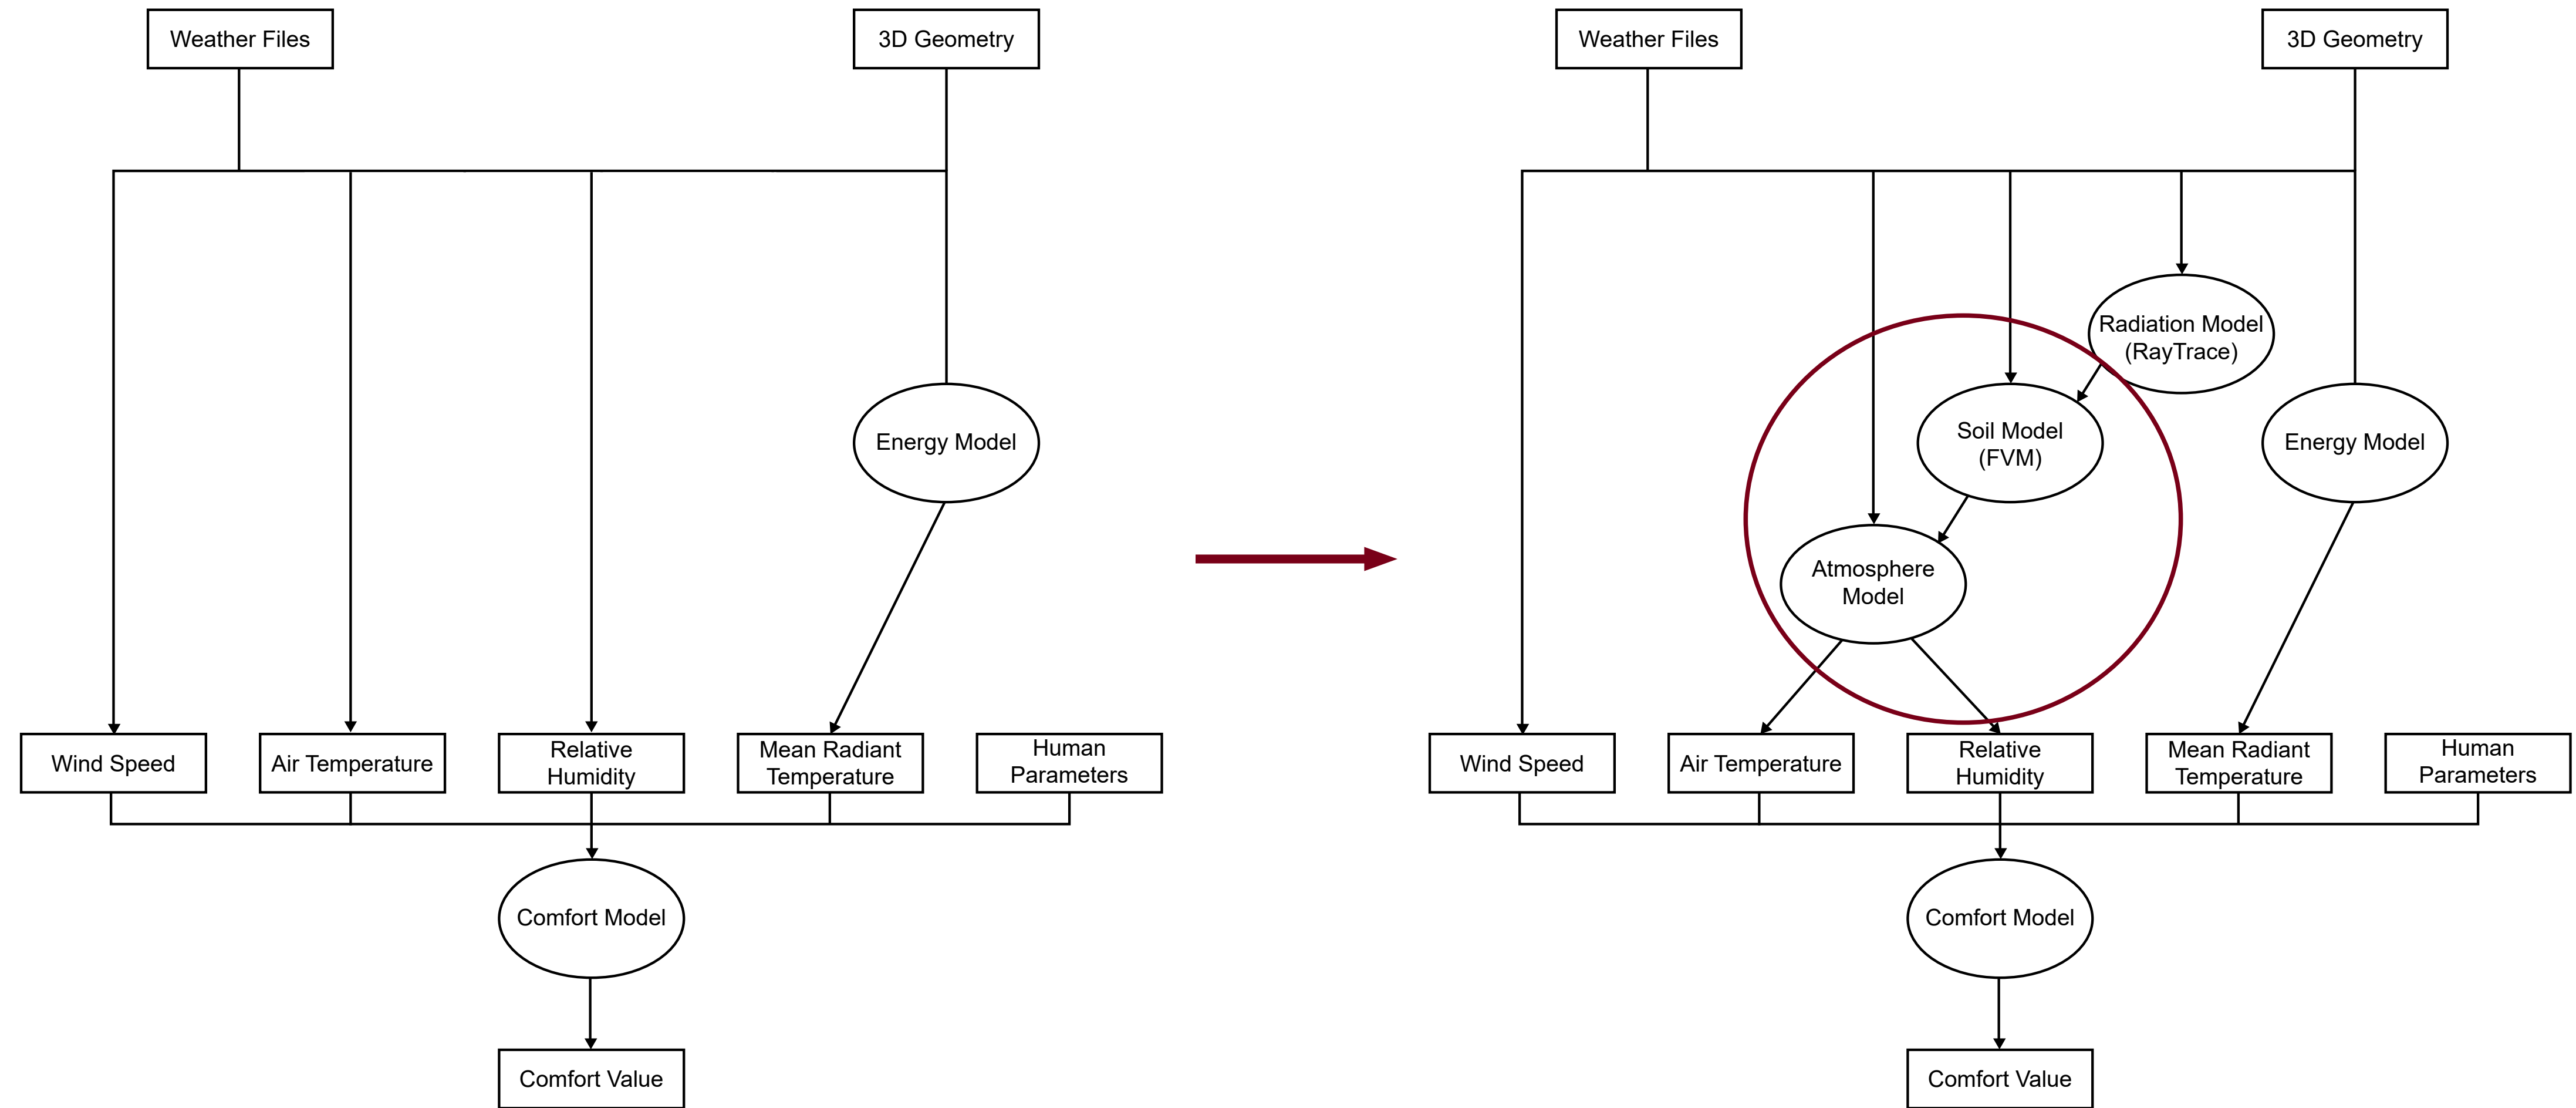 Weather Files
3D Geometry
Energy Model
Wind Speed
Air Temperature
Relative
Humidity
Mean Radiant
Temperature
Human
Parameters
Comfort Model
Comfort Value
Weather Files
3D Geometry
Radiation Model
(RayTrace)
Soil Model
(FVM)
Energy Model
Atmosphere
Model
Wind Speed
Air Temperature
Relative
Humidity
Mean Radiant
Temperature
Human
Parameters
Comfort Model
Comfort Value